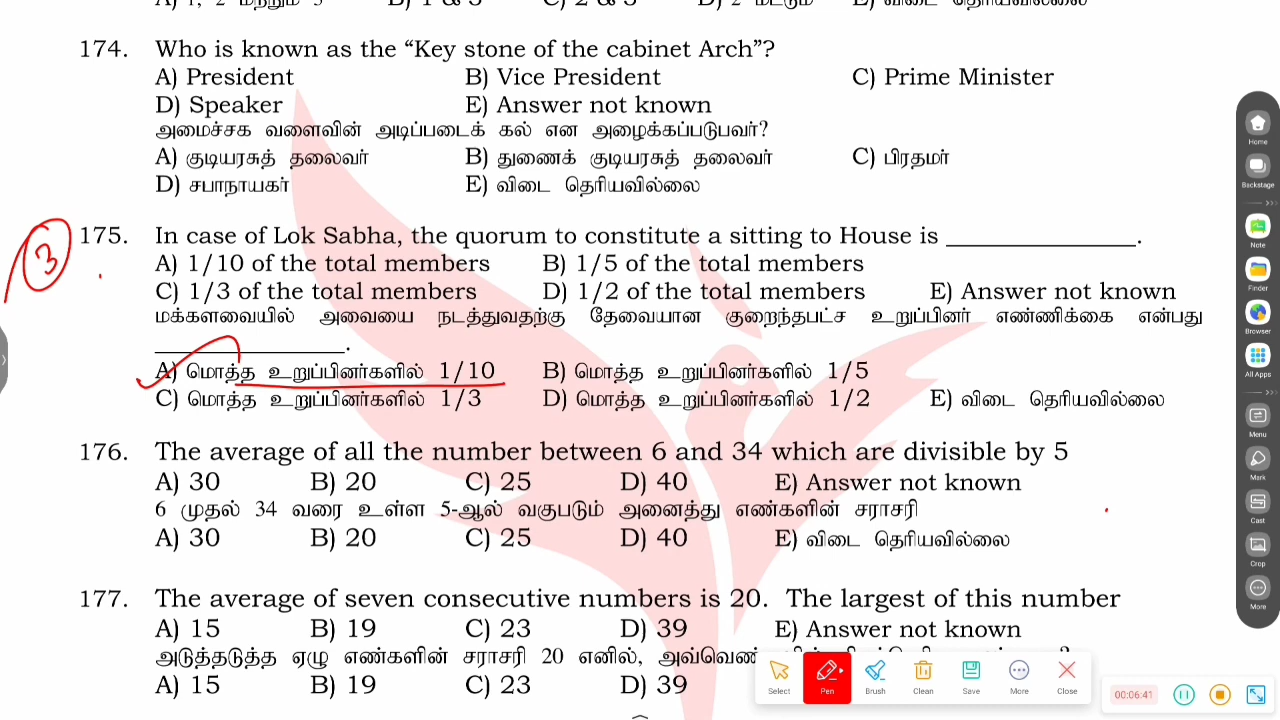 174. Who is known as the “Key stone of the cabinet Arch”?
A) President B) Vice President C) Prime Minister
D) Speaker E) Answer not known
அமைச்சக வளைவின் அடிப்படைக் கல் என அழைக்கப்படுபவர்?
A) குடியரசுத் தலைவர் B) துணைக் குடியரசுத் தலைவர் C) பிரதமர்
D) சபாநாயகர் E) விடை தெரியவில்லை
3
175. In case of Lok Sabha, the quorum to constitute a sitting to House is ______________.
A) 1/10 of the total members B) 1/5 of the total members
C) 1/3 of the total members D) 1/2 of the total members E) Answer not known
மக்களவையில் அவையை நடத்துவதற்கு தேவையான குறைந்தபட்ச உறுப்பினர் எண்ணிக்கை என்பது
______________.
A) மொத்த உறுப்பினர்களில் 1/10 B) மொத்த உறுப்பினர்களில் 1/5
C) மொத்த உறுப்பினர்களில் 1/3 D) மொத்த உறுப்பினர்களில் 1/2 E) விடை தெரியவில்லை
176. The average of all the number between 6 and 34 which are divisible by 5
A) 30 B) 20 C) 25 D) 40 E) Answer not known
6 முதல் 34 வரை உள்ள 5-ஆல் வகுபடும் அனைத்து எண்களின் சராசரி
A) 30 B) 20 C) 25 D) 40 E) விடை தெரியவில்லை
177. The average of seven consecutive numbers is 20. The largest of this number
A) 15 B) 19 C) 23 D) 39 E) Answer not known
அடுத்தடுத்த ஏழு எண்களின் சராசரி 20 எனில்,
A) 15 B) 19 C) 23 D) 39
Home
Backstage
Note
Finder
Browser
All Apps
Menu
Mark
Cast
Crop
More
Select Pen Brush Clean Save More Close
00:06:41